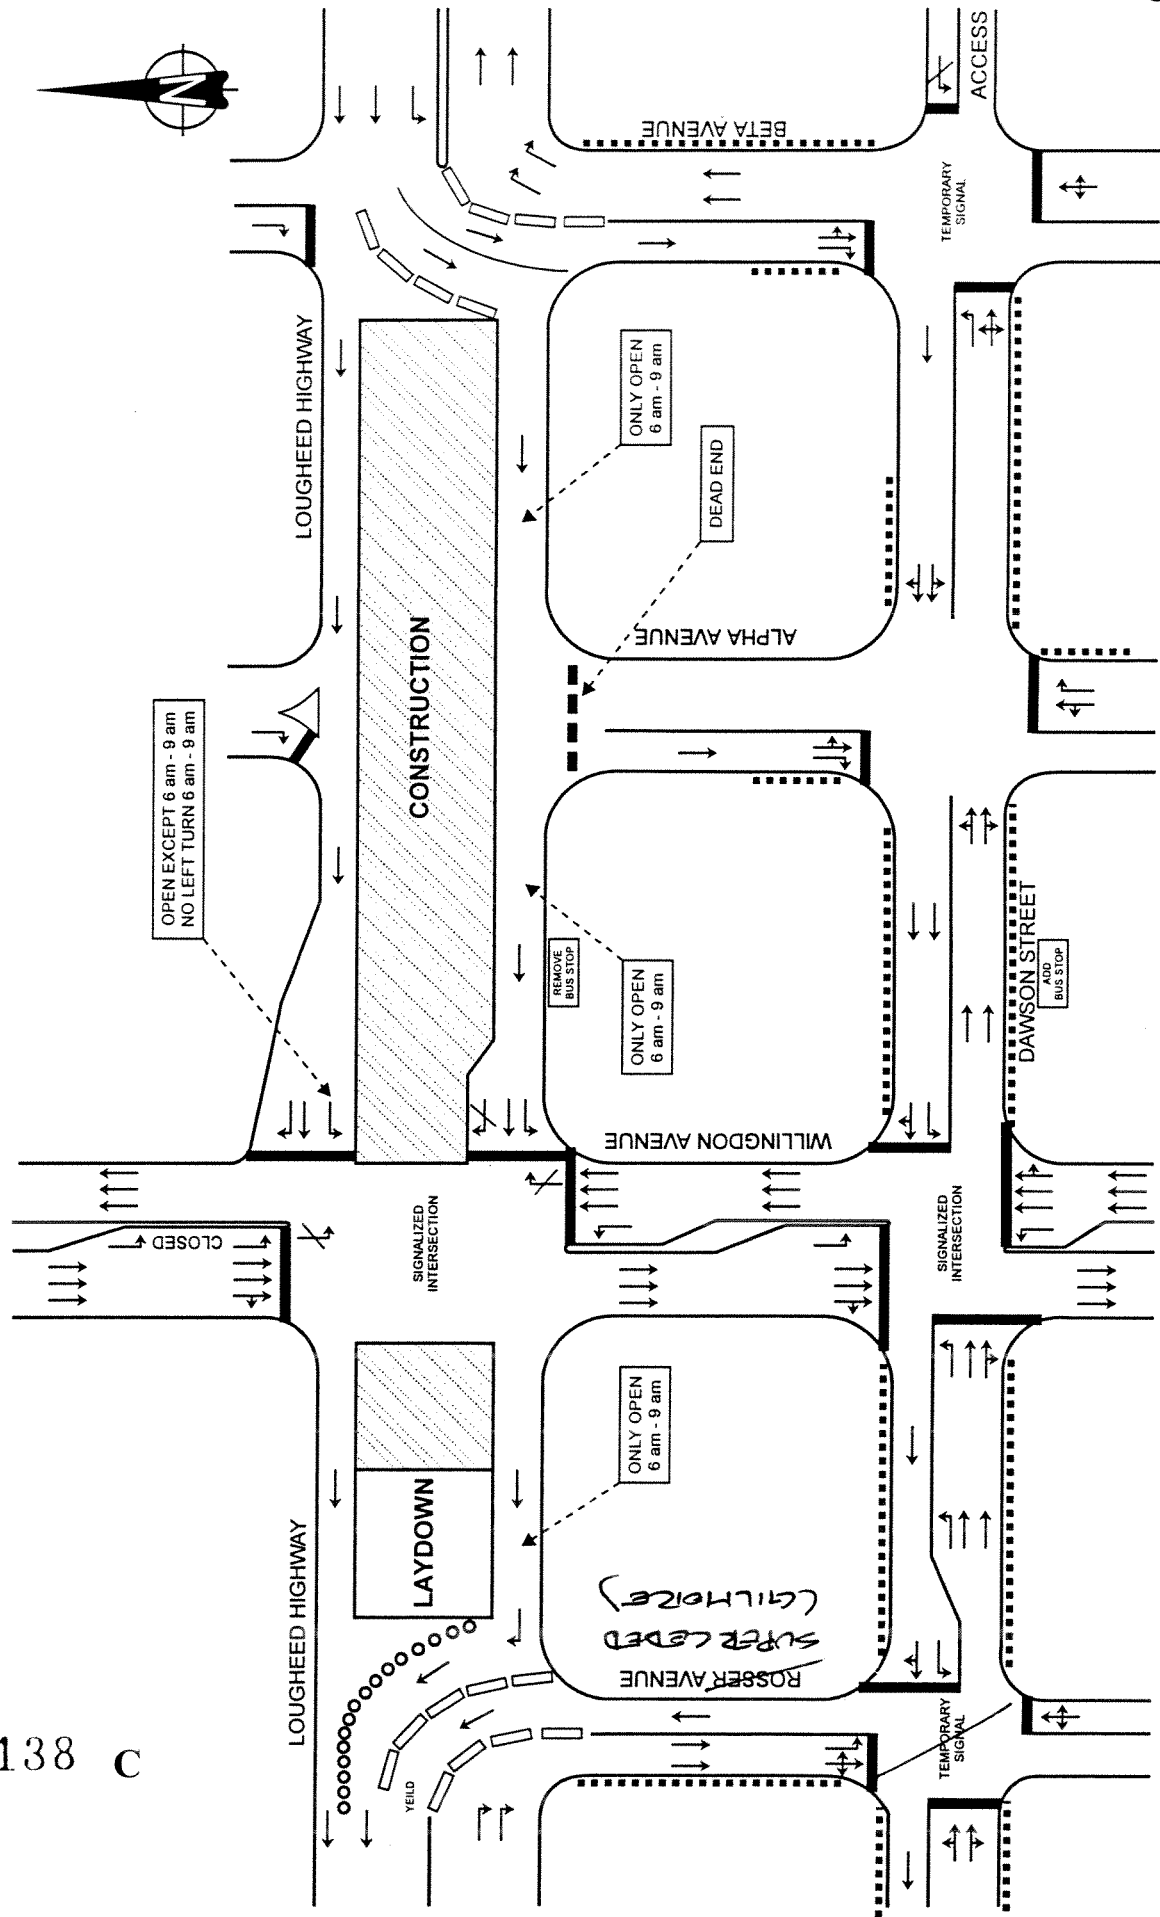 N
ACCESS
BETA AVENUE
TEMPORARY
SIGNAL
LOUGHEED HIGHWAY
ONLY OPEN
6 am - 9 am
DEAD END
ALPHA AVENUE
CONSTRUCTION
OPEN EXCEPT 6 am - 9 am
NO LEFT TURN 6 am - 9 am
REMOVE
BUS STOP
ONLY OPEN
6 am - 9 am
DAWSON STREET
ADD
BUS STOP
WILLINGDON AVENUE
CLOSED
SIGNALIZED
INTERSECTION
SIGNALIZED
INTERSECTION
ONLY OPEN
6 am - 9 am
LAYDOWN
LOUGHEED HIGHWAY
ROSSER AVENUE
SUPERCEDED
(GILMORE)
YEILD
TEMPORARY
SIGNAL
138 C